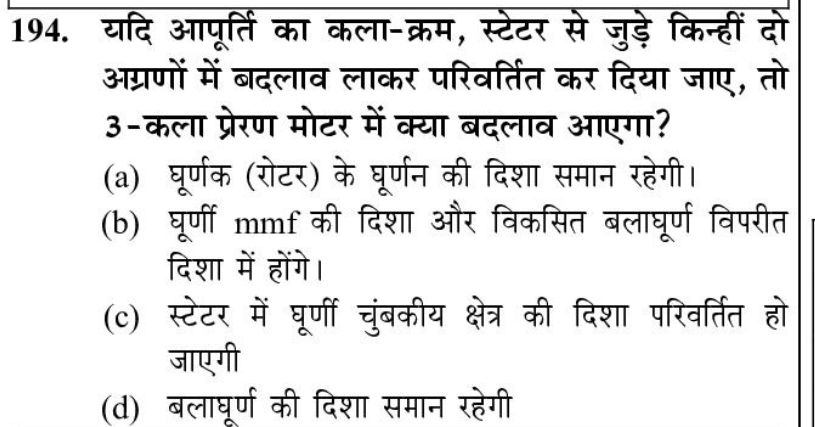 194. यदि आपूर्ति का कला-क्रम, स्टेटर से जुड़े किन्हीं दो
अग्रणों में बदलाव लाकर परिवर्तित कर दिया जाए, तो
3-कला प्रेरण मोटर में क्या बदलाव आएगा?
(a) घूर्णक (रोटर) के घूर्णन की दिशा समान रहेगी।
(b) घूर्णी mmf की दिशा और विकसित बलाघूर्ण विपरीत
दिशा में होंगे।
(c) स्टेटर में घूर्णी चुंबकीय क्षेत्र की दिशा परिवर्तित हो
जाएगी
(d) बलाघूर्ण की दिशा समान रहेगी